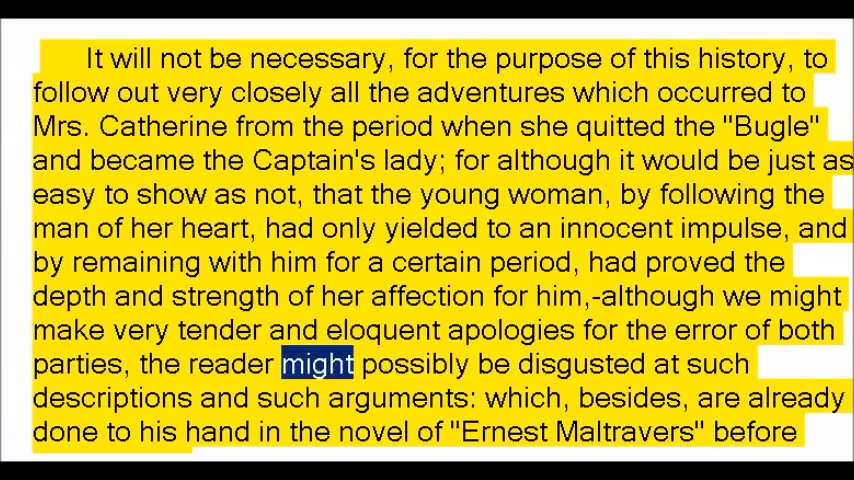 It will not be necessary, for the purpose of this history, to
follow out very closely all the adventures which occurred to
Mrs. Catherine from the period when she quitted the "Bugle"
and became the Captain's lady; for although it would be just as
easy to show as not, that the young woman, by following the
man of her heart, had only yielded to an innocent impulse, and
by remaining with him for a certain period, had proved the
depth and strength of her affection for him,-although we might
make very tender and eloquent apologies for the error of both
parties, the reader might possibly be disgusted at such
descriptions and such arguments: which, besides, are already
done to his hand in the novel of "Ernest Maltravers" before